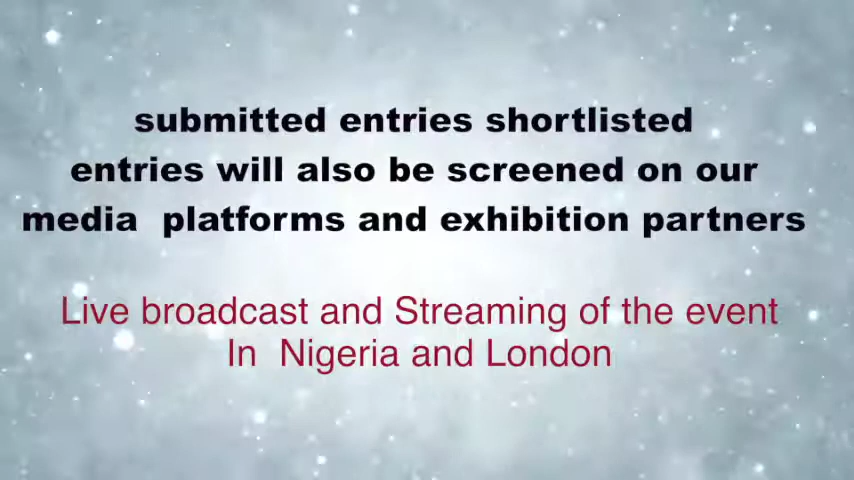 submitted entries shortlisted
entries will also be screened on our
media platforms and exhibition partners
Live broadcast and Streaming of the event
In Nigeria and London